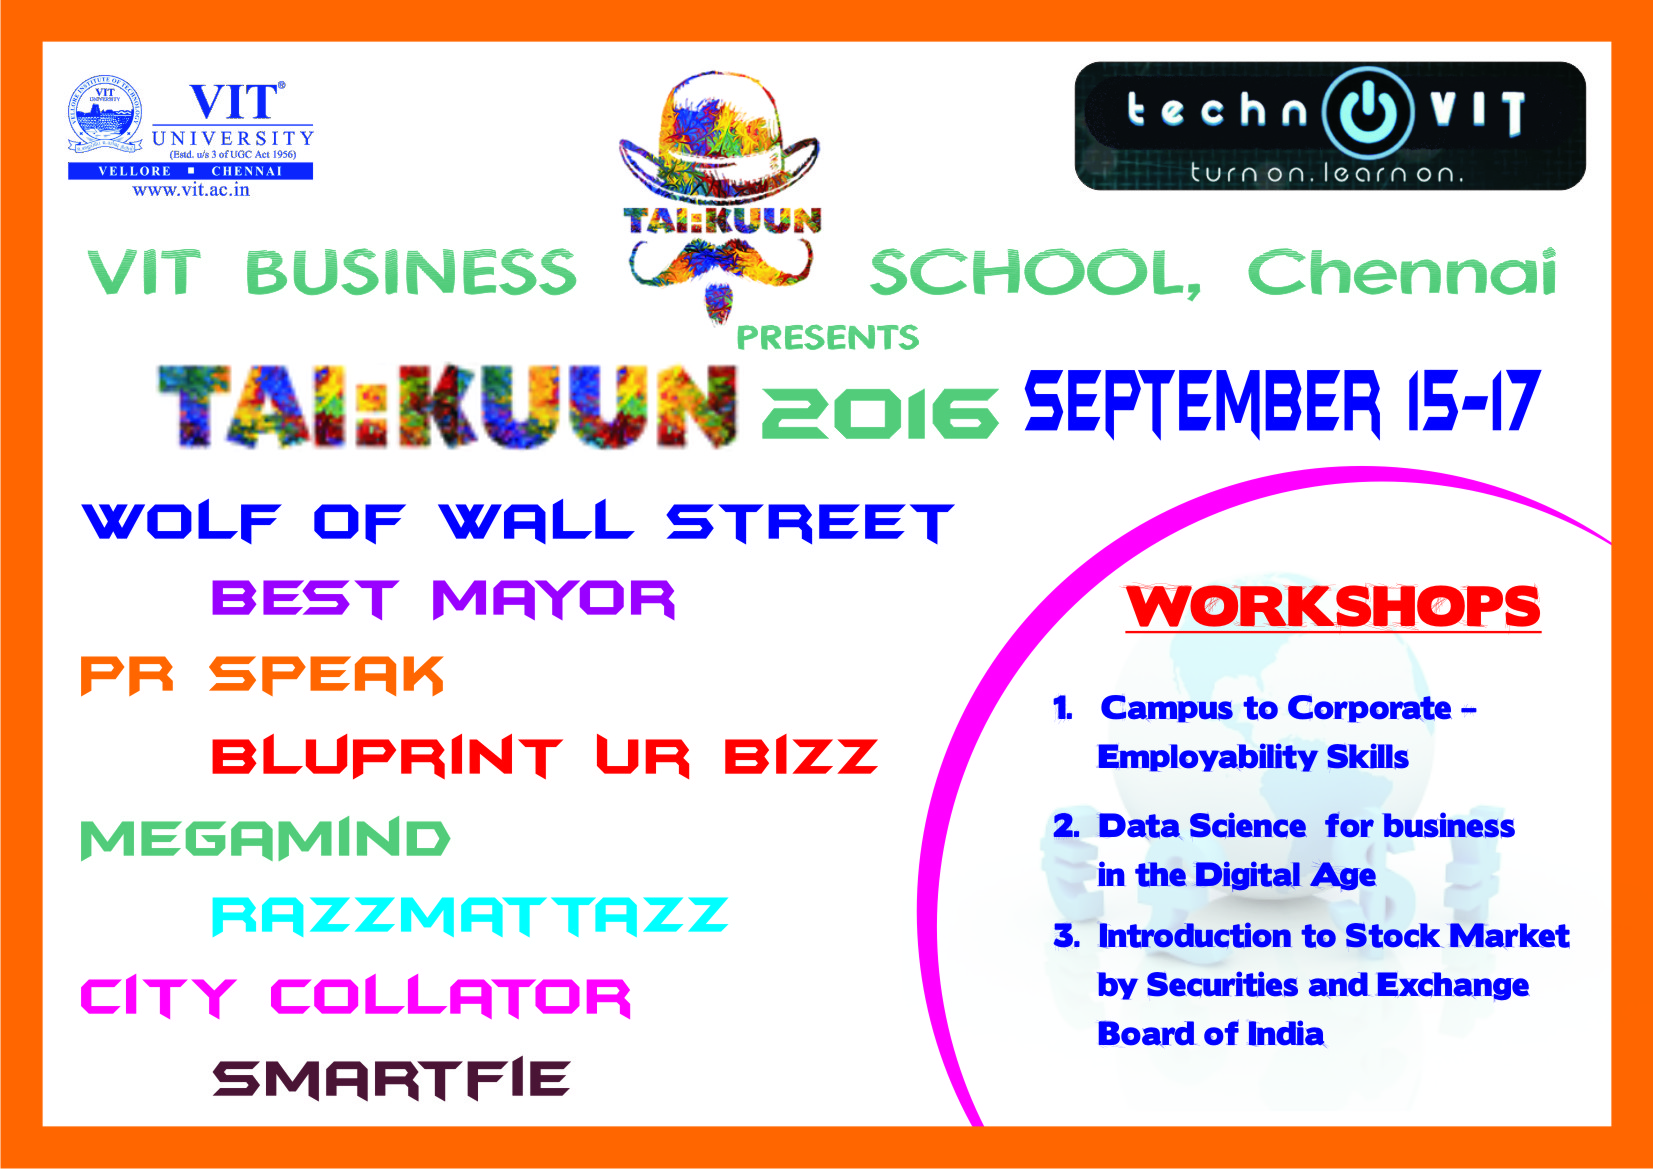 VIT®
UNIVERSITY
(Estd. u/s 3 of UGC Act 1956)
VELLORE ■ CHENNAI
www.vit.ac.in
VIT
UNIVERSITY
TAI:KUUN
techn VIT
turn on. learn on.
VIT BUSINESS SCHOOL, Chennai
PRESENTS
TAI:KUUN 2016 SEPTEMBER 15-17
WOLF OF WALL STREET
BEST MAYOR
PR SPEAK
BLUPRINT UR BIZZ
MEGAMIND
RAZZMATTAZZ
CITY COLLATOR
SMARTFIE
WORKSHOPS
1. Campus to Corporate –
Employability Skills
2. Data Science for business
in the Digital Age
3. Introduction to Stock Market
by Securities and Exchange
Board of India